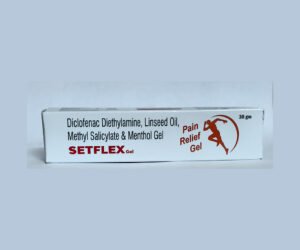 30 gm
Diclofenac Diethylamine, Linseed Oil,
Methyl Salicylate & Menthol Gel
SETFLEX Gel
Pain
Relief
Gel